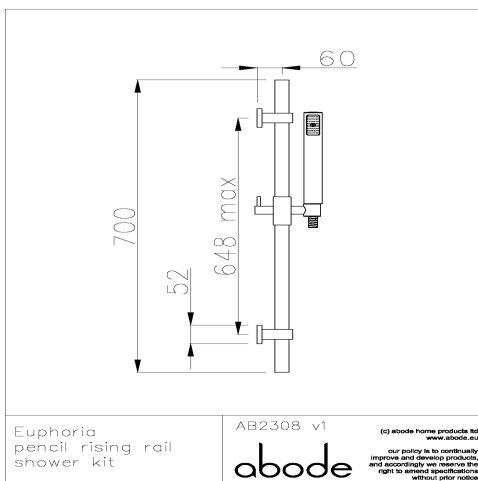 60
700
648 max
52
Euphoria
pencil rising rail
shower kit
AB2308 v1
abode
(c) abode home products ltd
www.abode.eu
our policy is to continually
improve and develop products,
and accordingly we reserve the
right to amend specifications
without prior notice